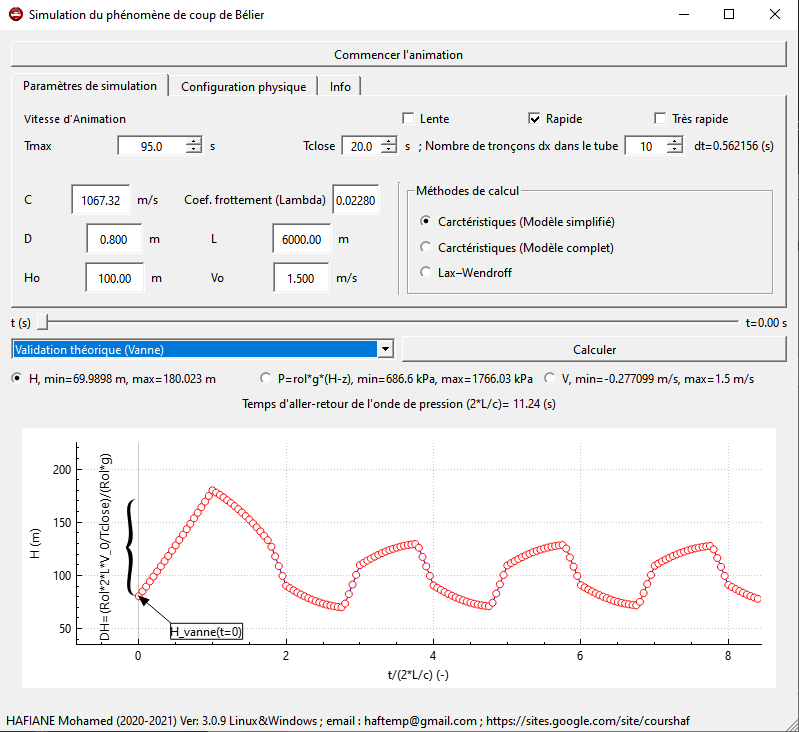 Simulation du phénomène de coup de Bélier
Commencer l'animation
Paramètres de simulation Configuration physique Info
Vitesse d'Animation Lente Rapide Très rapide
Tmax 95.0 s Tclose 20.0 s ; Nombre de tronçons dx dans le tube 10 dt=0.562156 (s)
C 1067.32 m/s Coef. frottement (Lambda) 0.02280
D 0.800 m L 6000.00 m
Ho 100.00 m Vo 1.500 m/s
Méthodes de calcul
Carctéristiques (Modèle simplifié)
Carctéristiques (Modèle complet)
Lax–Wendroff
t (s) t=0.00 s
Validation théorique (Vanne) Calculer
H, min=69.9898 m, max=180.023 m P=rol*g*(H-z), min=686.6 kPa, max=1766.03 kPa V, min=-0.277099 m/s, max=1.5 m/s
Temps d'aller-retour de l'onde de pression (2*L/c)= 11.24 (s)
H (m)
200
150
100
50
DH=(Rol*2*L*V_0/Tclose)/(Rol*g)
H_vanne(t=0)
0 2 4 6 8
t/(2*L/c) (-)
HAFIANE Mohamed (2020-2021) Ver: 3.0.9 Linux&Windows ; email : haftemp@gmail.com ; https://sites.google.com/site/courshaf